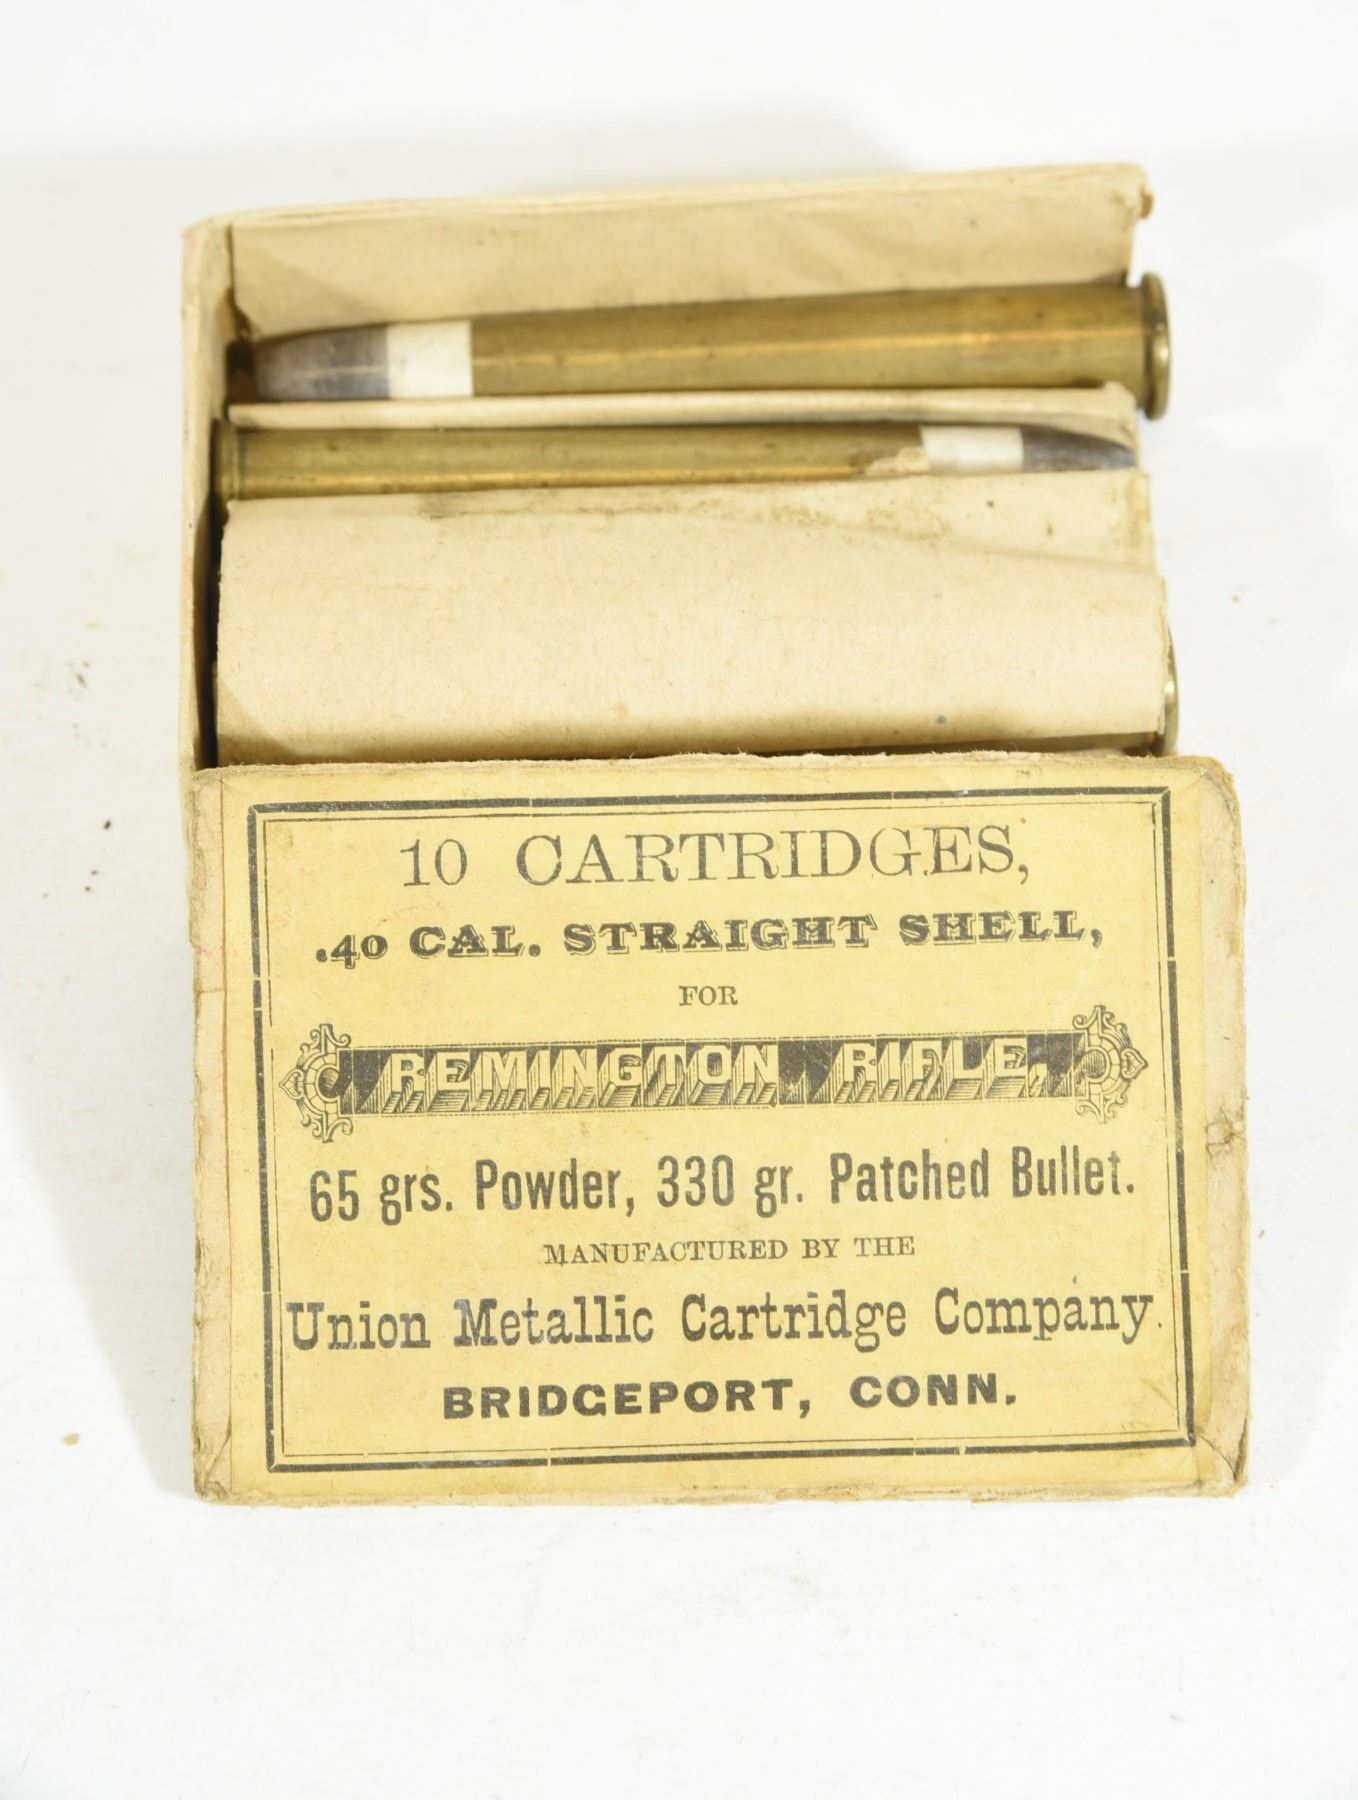 10 CARTRIDGES,
.40 CAL. STRAIGHT SHELL,
FOR
REMINGTON RIFLE,
65 grs. Powder, 330 gr. Patched Bullet.
MANUFACTURED BY THE
Union Metallic Cartridge Company.
BRIDGEPORT, CONN.